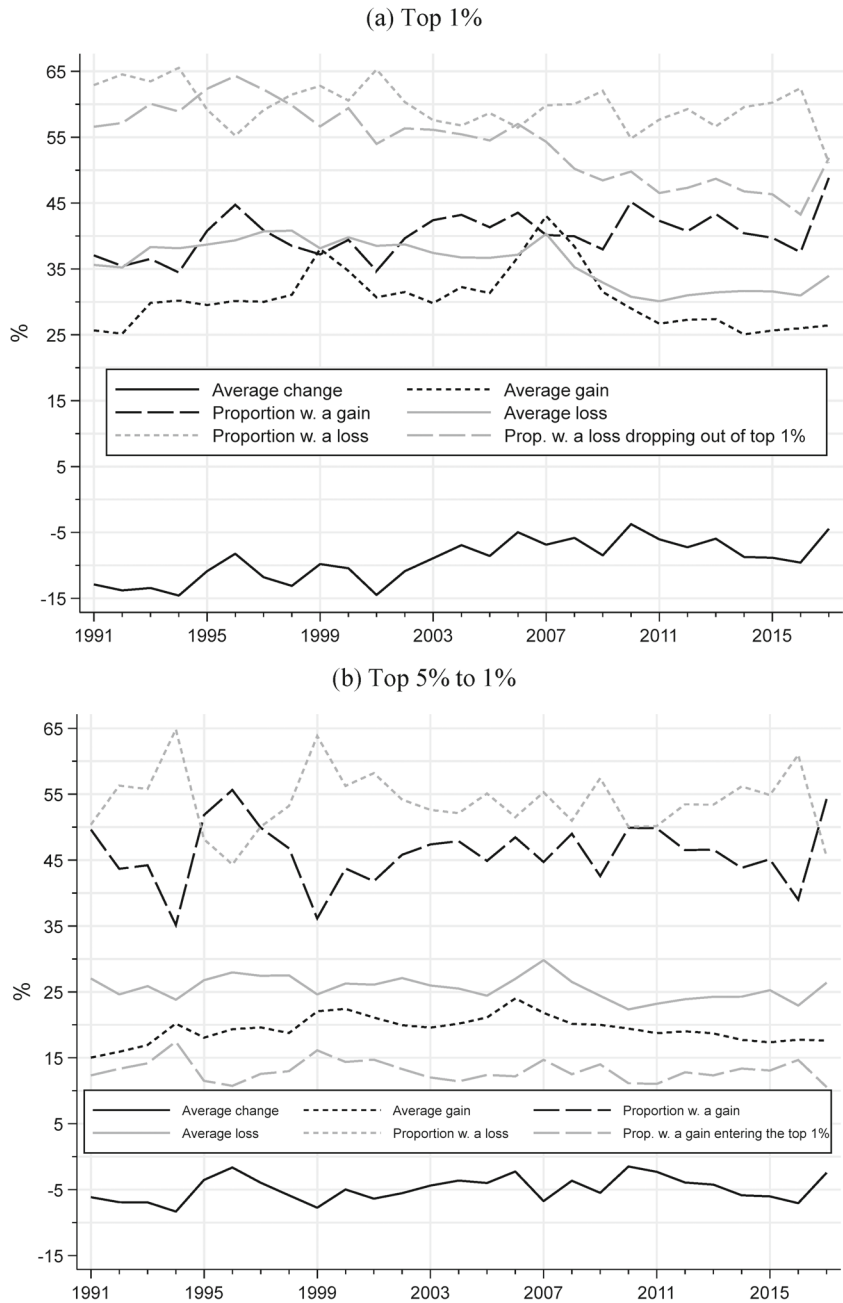 (a) Top 1%
65
55
45
35
25
15
5
-5
-15
%
Average change
Average gain
Proportion w. a gain
Average loss
Proportion w. a loss
Prop. w. a loss dropping out of top 1%
1991 1995 1999 2003 2007 2011 2015
(b) Top 5% to 1%
65
55
45
35
25
15
5
-5
-15
%
Average change Average gain Proportion w. a gain
Average loss Proportion w. a loss Prop. w. a gain entering the top 1%
1991 1995 1999 2003 2007 2011 2015